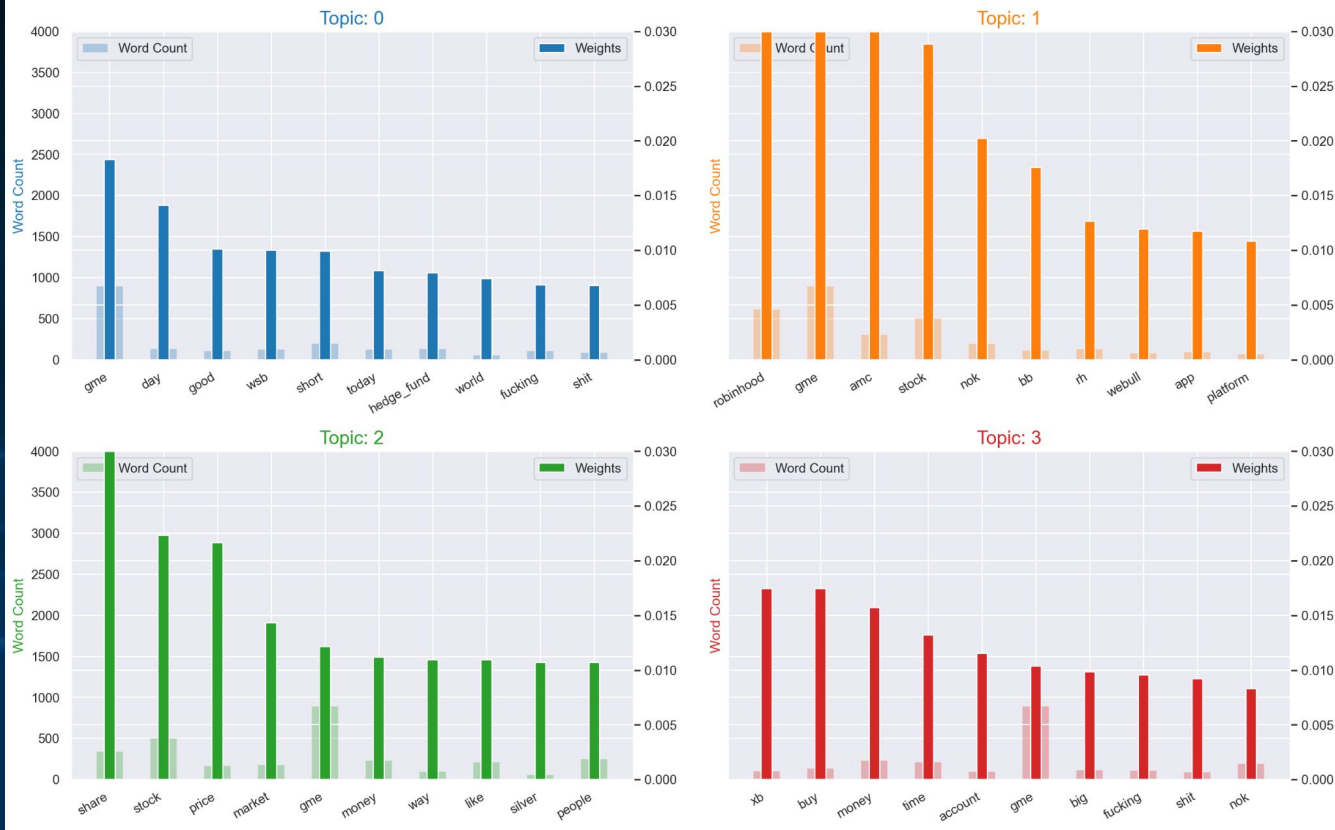 Topic: 0
Word Count
Weights
4000
3500
3000
2500
2000
1500
1000
500
0
Word Count
0.030
0.025
0.020
0.015
0.010
0.005
0.000
gme day good wsb short today hedge_fund world fucking shit
Topic: 1
Word Count
Weights
Word Count
0.030
0.025
0.020
0.015
0.010
0.005
0.000
robinhood gme amc stock nok bb rh webull app platform
Topic: 2
Word Count
Weights
4000
3500
3000
2500
2000
1500
1000
500
0
Word Count
0.030
0.025
0.020
0.015
0.010
0.005
0.000
share stock price market gme money way like silver people
Topic: 3
Word Count
Weights
Word Count
0.030
0.025
0.020
0.015
0.010
0.005
0.000
xb buy money time account gme big fucking shit nok